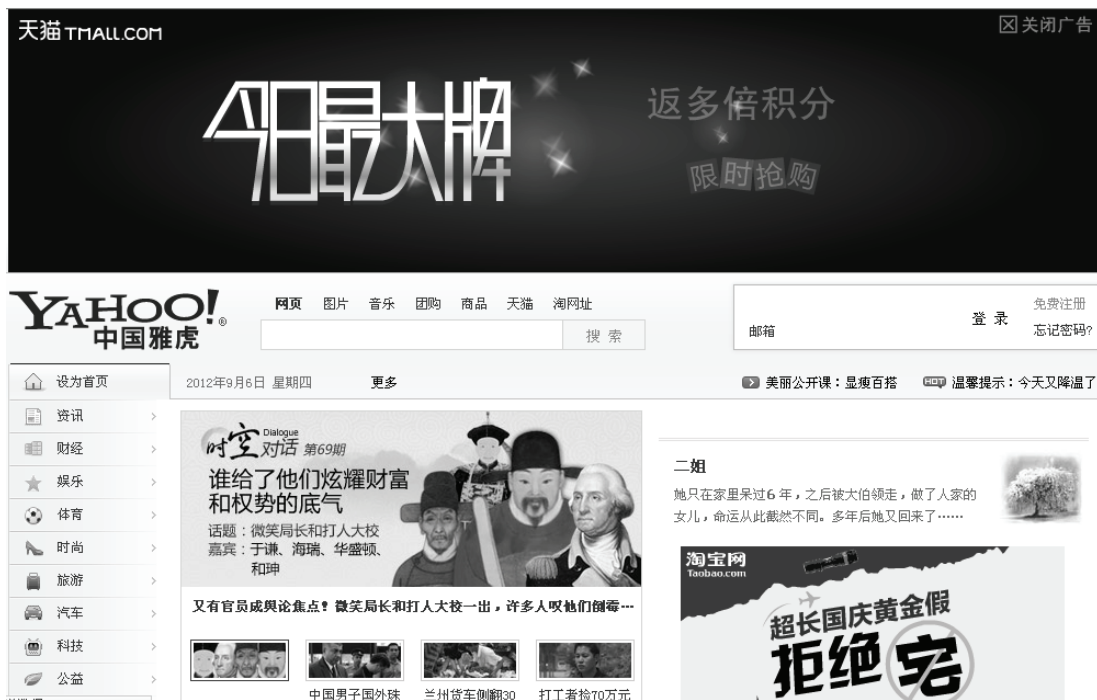 天猫 TMALL.COM
关闭广告
今日最大牌
返多倍积分
限时抢购
YAHOO!®
中国雅虎
网页 图片 音乐 团购 商品 天猫 淘网址
搜 索
邮箱
登 录
免费注册
忘记密码?
设为首页
2012年9月6日 星期四 更多
美丽公开课：显瘦百搭
HOT 温馨提示：今天又降温了
资讯
财经
娱乐
体育
时尚
旅游
汽车
科技
公益
时空对话 Dialogue 第69期
谁给了他们炫耀财富
和权势的底气
话题：微笑局长和打人大校
嘉宾：于谦、海瑞、华盛顿、
和珅
又有官员成舆论焦点！微笑局长和打人大校一出，许多人叹他们倒霉…
中国男子国外珠
兰州货车侧翻30
打工者捡70万元
二姐
她只在家里呆过6 年，之后被大伯领走，做了人家的
女儿，命运从此截然不同。多年后她又回来了……
淘宝网
Taobao.com
超长国庆黄金假
拒绝宅